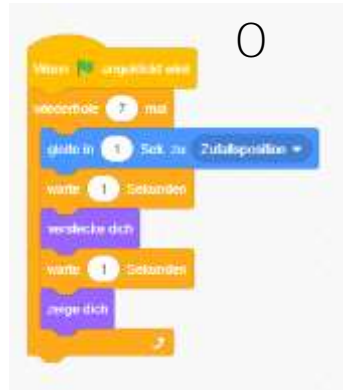 O
Wenn angeklickt wird
wiederhole 7 mal
gleite in 1 Sek. zu Zufallsposition
warte 1 Sekunden
verstecke dich
warte 1 Sekunden
zeige dich